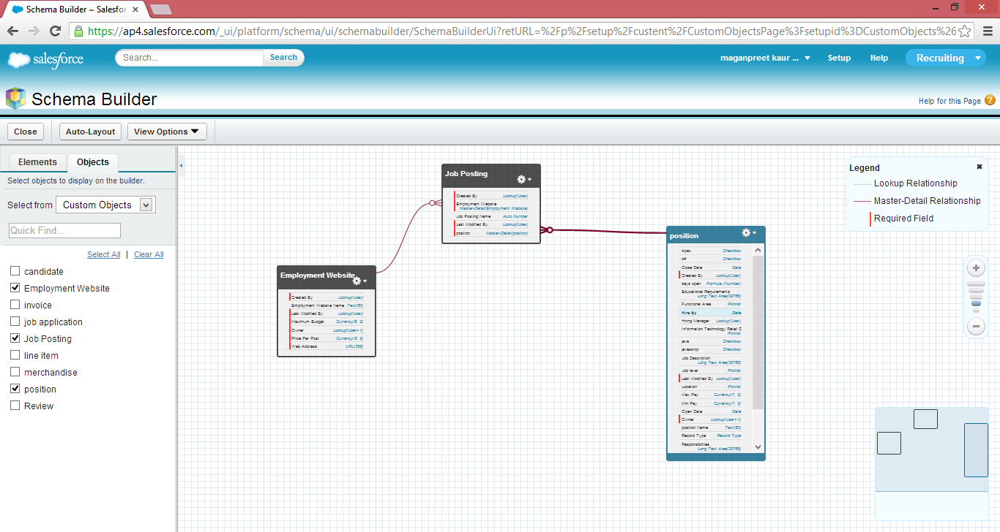 Schema Builder ~ Salesfor
https://ap4.salesforce.com/_ui/platform/schema/ui/schemabuilder/SchemaBuilderUi?retURL=%2Fp%2Fsetup%2Fcustent%2FCustomObjectsPage%3Fsetupid%3DCustomObjects%26
salesforce
Search...
Search
maganpreet kaur ...
Setup
Help
Recruiting
Schema Builder
Help for this Page
Close
Auto-Layout
View Options
Elements
Objects
Select objects to display on the builder.
Select from
Custom Objects
Quick Find...
Select All | Clear All
candidate
Employment Website
invoice
job application
Job Posting
line item
merchandise
position
Review
Job Posting
Created By Lookup(User)
Employment Website
Master-Detail(Employment Website)
Job Posting Name Auto Number
Last Modified By Lookup(User)
position Master-Detail(position)
Employment Website
Created By Lookup(User)
Employment Website Name Text(80)
Last Modified By Lookup(User)
Maximum Budget Currency(5, 2)
Owner Lookup(User+1)
Price Per Post Currency(5, 2)
Web Address URL(255)
position
Apex Checkbox
c# Checkbox
Close Date Date
Created By Lookup(User)
days open Formula (Number)
Educational Requirements
Long Text Area(32768)
Functional Area Picklist
Hire By Date
Hiring Manager Lookup(User)
Information Technology Retail C
Picklist
java Checkbox
javascript Checkbox
Job Description
Long Text Area(32768)
Job level Picklist
Last Modified By Lookup(User)
Location Picklist
Max Pay Currency(7, 2)
Min Pay Currency(7, 2)
Open Date Date
Owner Lookup(User+1)
position Name Text(80)
Record Type Record Type
Responsibilities
Long Text Area(32768)
Legend
Lookup Relationship
Master-Detail Relationship
Required Field